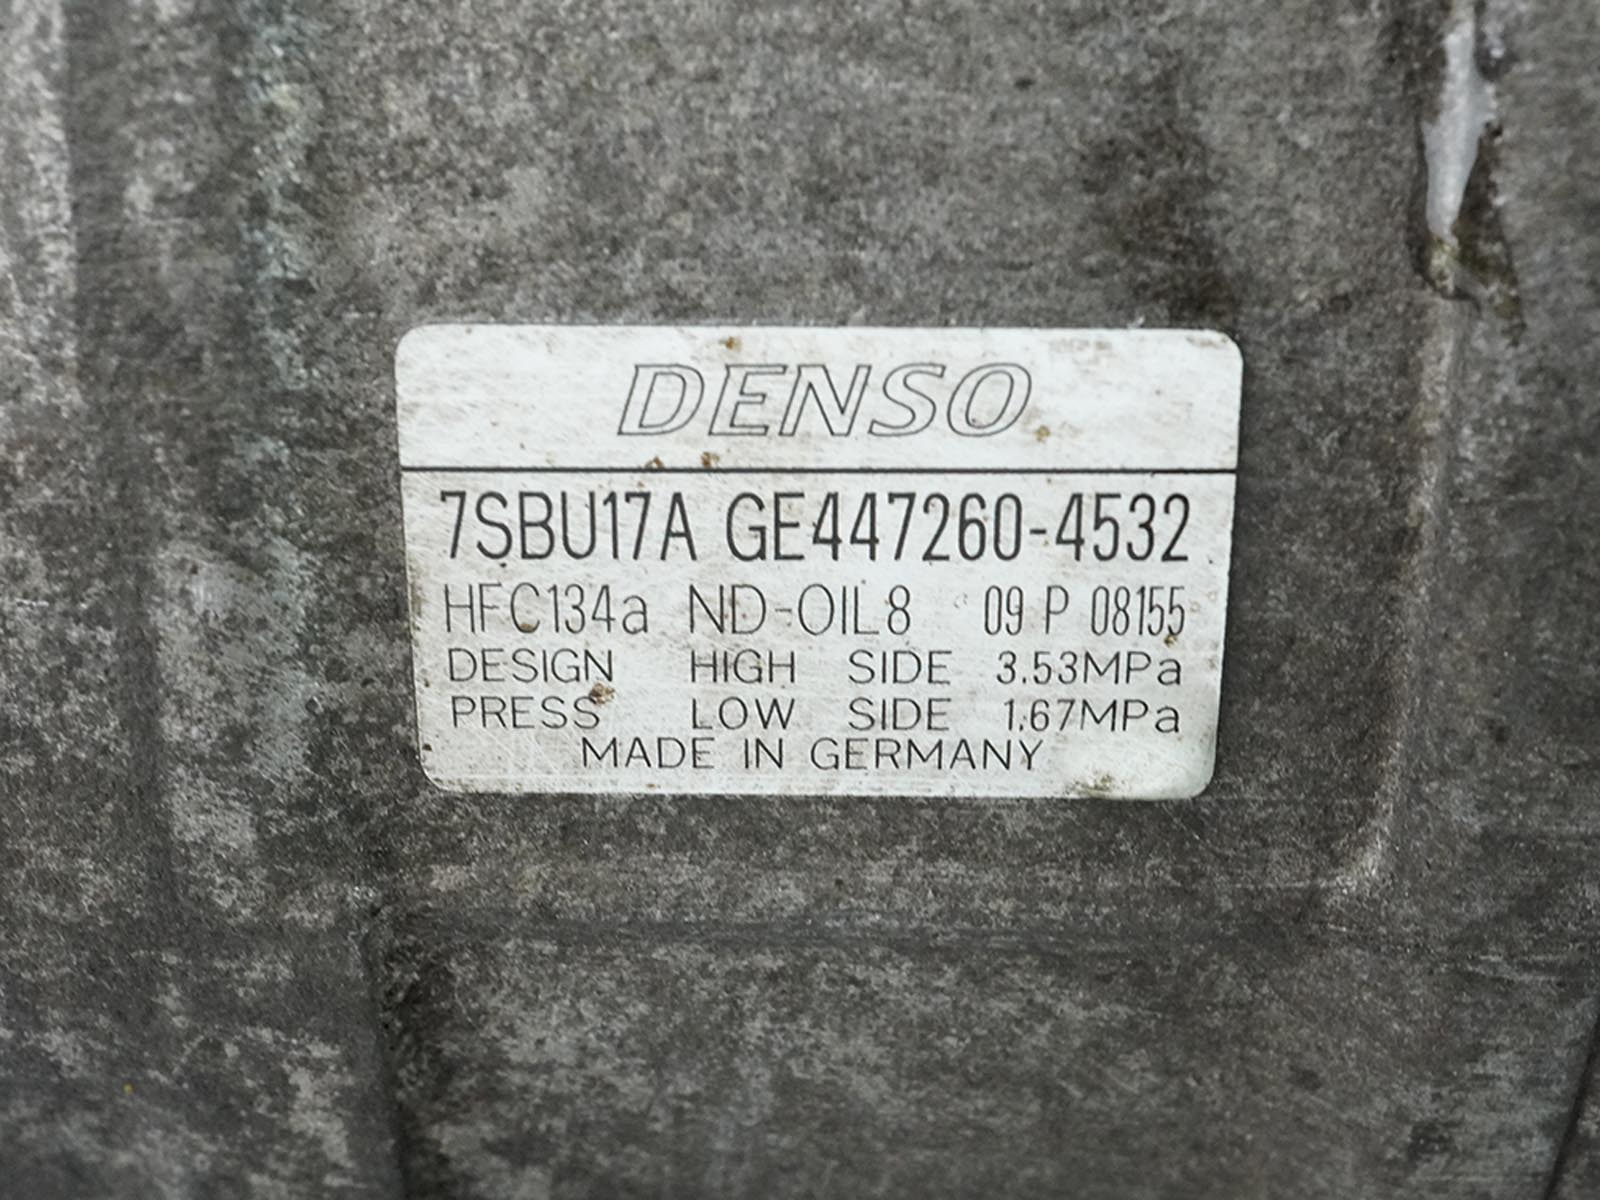 DENSO
7SBU17A GE447260-4532
HFC134a ND-OIL8 09 P 08155
DESIGN HIGH SIDE 3.53MPa
PRESS LOW SIDE 1.67MPa
MADE IN GERMANY